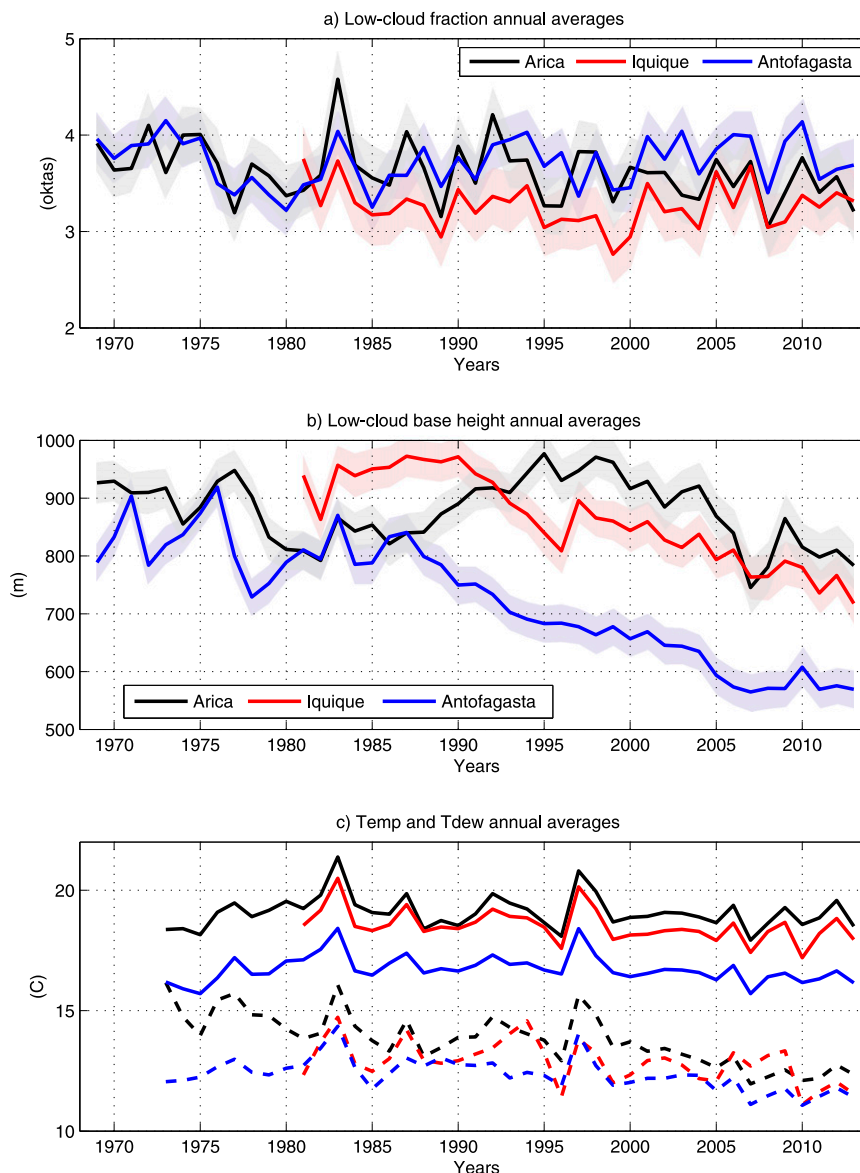 a) Low-cloud fraction annual averages
5
Arica Iquique Antofagasta
4
(oktas)
3
2
1970 1975 1980 1985 1990 1995 2000 2005 2010
Years
b) Low-cloud base height annual averages
1000
900
800
(m)
700
600
Arica Iquique Antofagasta
500
1970 1975 1980 1985 1990 1995 2000 2005 2010
Years
c) Temp and Tdew annual averages
20
(C)
15
10
1970 1975 1980 1985 1990 1995 2000 2005 2010
Years